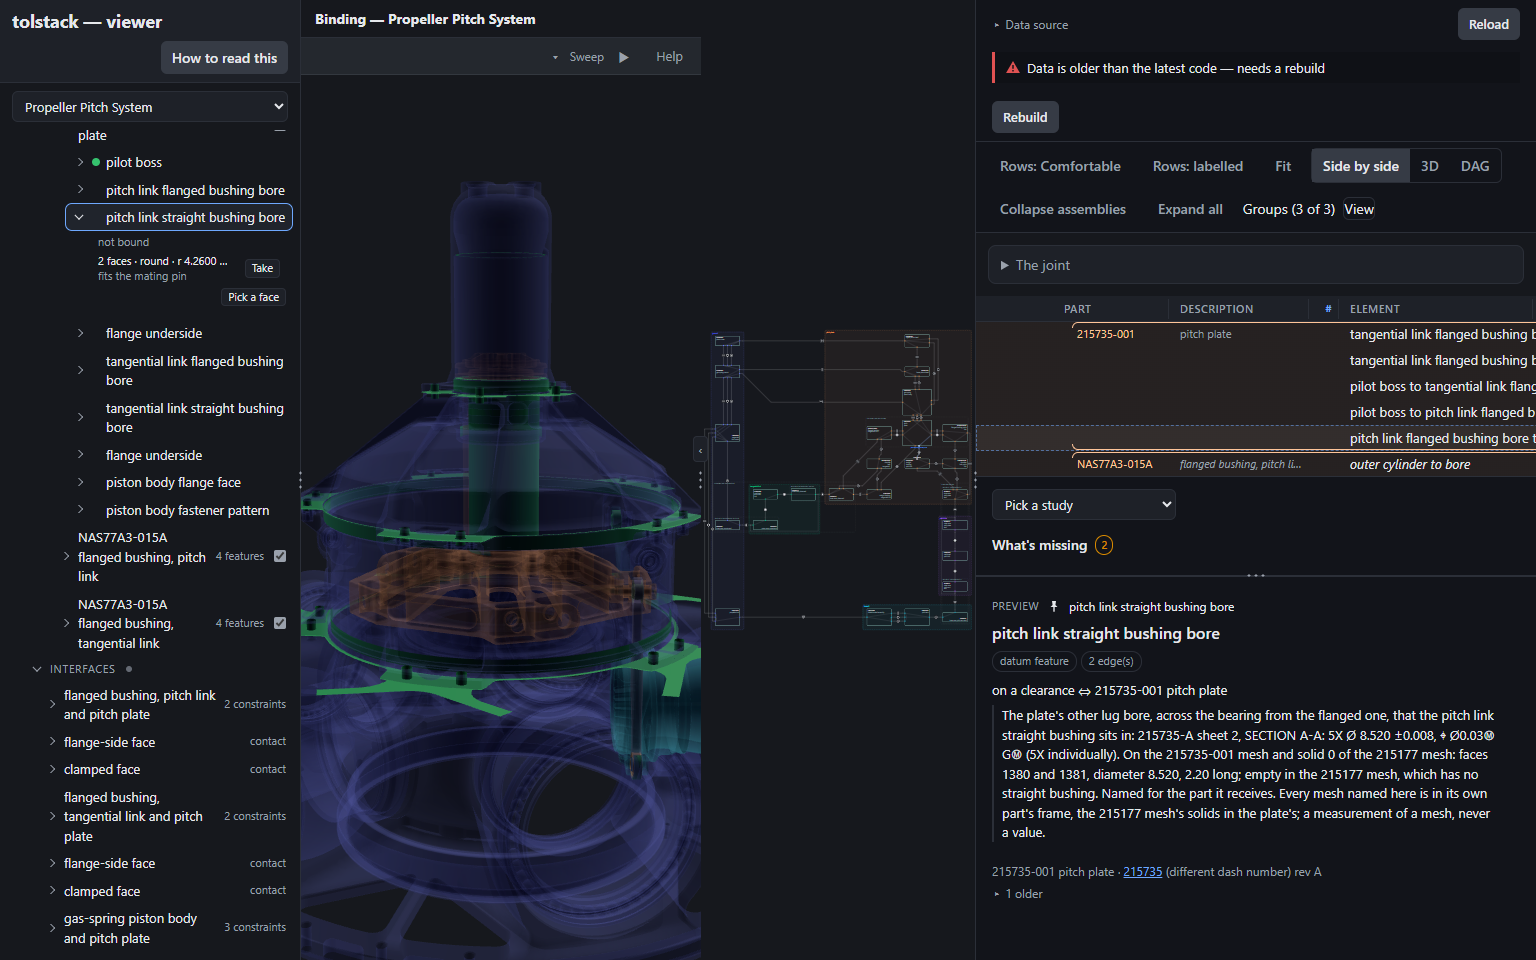 tolstack — viewer
How to read this
Propeller Pitch System
plate
pilot boss
pitch link flanged bushing bore
pitch link straight bushing bore
not bound
2 faces · round · r 4.2600 ...
fits the mating pin
Take
Pick a face
flange underside
tangential link flanged bushing
bore
tangential link straight bushing
bore
flange underside
piston body flange face
piston body fastener pattern
NAS77A3-015A
flanged bushing, pitch
link
4 features
NAS77A3-015A
flanged bushing,
tangential link
4 features
INTERFACES
flanged bushing, pitch link
and pitch plate
2 constraints
flange-side face
contact
clamped face
contact
flanged bushing,
tangential link and pitch
plate
2 constraints
flange-side face
contact
clamped face
contact
gas-spring piston body
and pitch plate
3 constraints
Binding — Propeller Pitch System
Sweep
Help
Data source
Reload
Data is older than the latest code — needs a rebuild
Rebuild
Rows: Comfortable
Rows: labelled
Fit
Side by side
3D
DAG
Collapse assemblies
Expand all
Groups (3 of 3)
View
The joint
PART DESCRIPTION # ELEMENT
215735-001 pitch plate tangential link flanged bushing b
tangential link flanged bushing b
pilot boss to tangential link flang
pilot boss to pitch link flanged b
pitch link flanged bushing bore t
NAS77A3-015A flanged bushing, pitch li... outer cylinder to bore
Pick a study
What's missing 2
PREVIEW pitch link straight bushing bore
pitch link straight bushing bore
datum feature
2 edge(s)
on a clearance ⇔ 215735-001 pitch plate
The plate's other lug bore, across the bearing from the flanged one, that the pitch link
straight bushing sits in: 215735-A sheet 2, SECTION A-A: 5X Ø 8.520 ±0.008, ⌖ Ø0.03Ⓜ
GⓂ (5X individually). On the 215735-001 mesh and solid 0 of the 215177 mesh: faces
1380 and 1381, diameter 8.520, 2.20 long; empty in the 215177 mesh, which has no
straight bushing. Named for the part it receives. Every mesh named here is in its own
part's frame, the 215177 mesh's solids in the plate's; a measurement of a mesh, never
a value.
215735-001 pitch plate · 215735 (different dash number) rev A
1 older